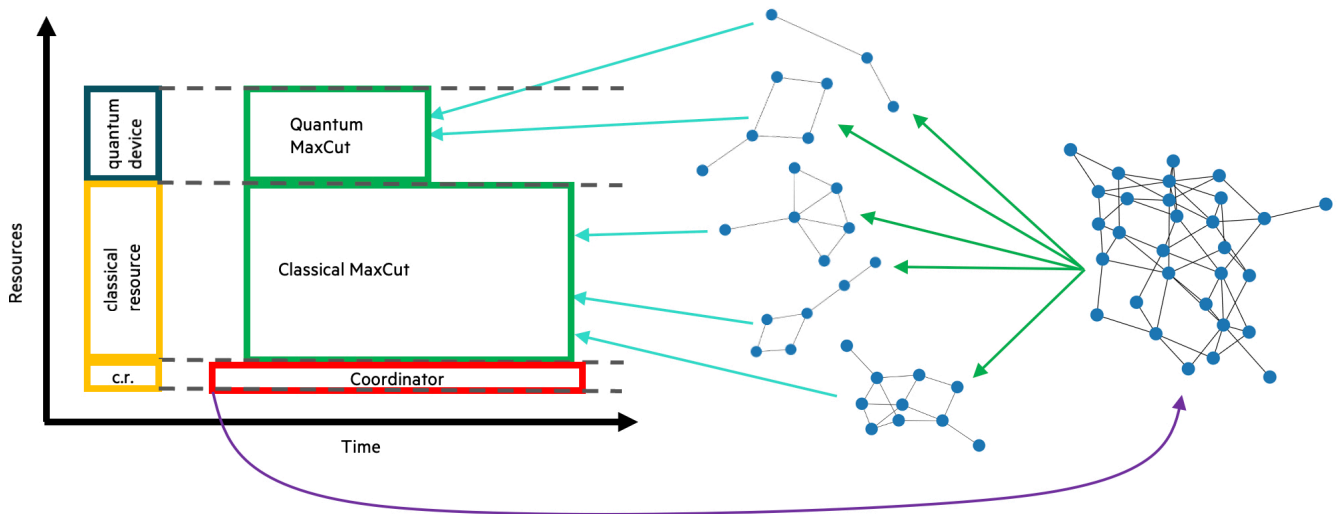 Resources
quantum
device
classical
resource
c.r.
Quantum
MaxCut
Classical MaxCut
Coordinator
Time